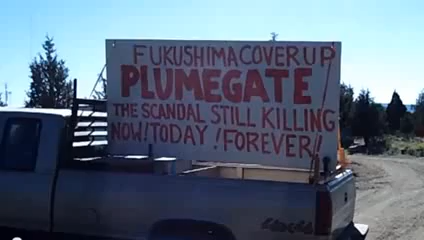 FUKUSHIMA COVER UP
PLUMEGATE!
THE SCANDAL STILL KILLING
NOW! TODAY! FOREVER!